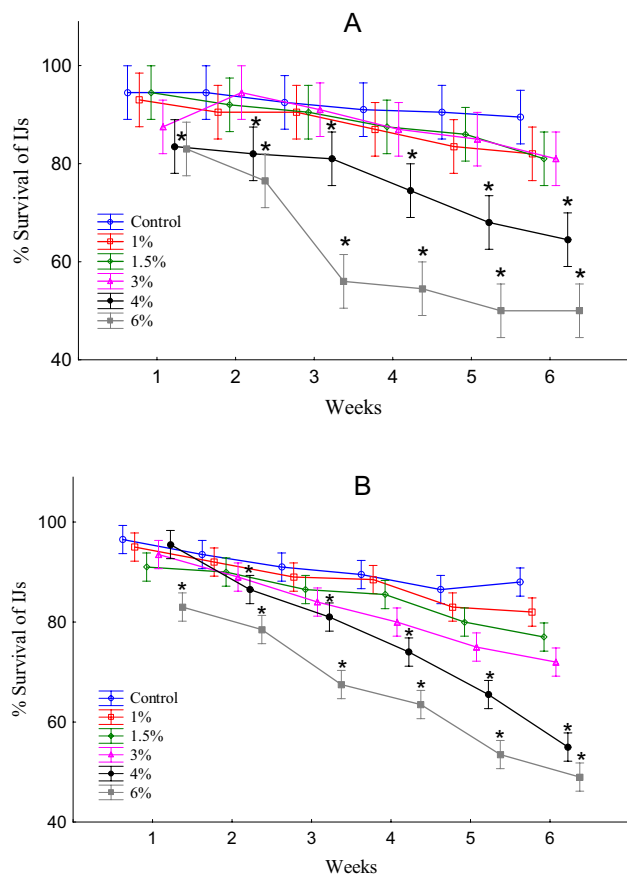 A
100
80
60
40
% Survival of IJs
Control
1%
1.5%
3%
4%
6%
* * * * * * * * * * *
1 2 3 4 5 6
Weeks
B
100
80
60
40
% Survival of IJs
Control
1%
1.5%
3%
4%
6%
* * * * * * * * * * *
1 2 3 4 5 6
Weeks